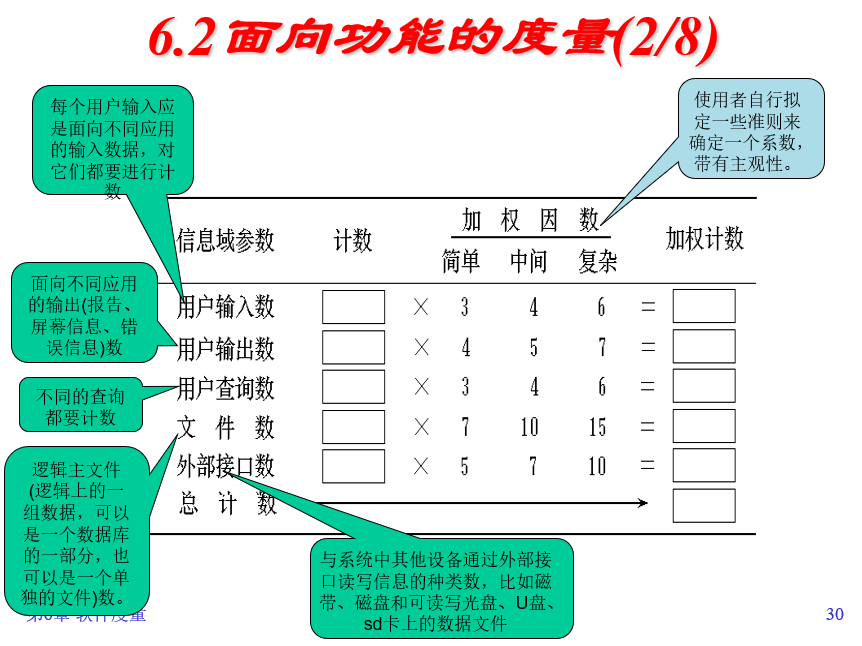 6.2面向功能的度量(2/8)
每个用户输入应
是面向不同应用
的输入数据，对
它们都要进行计
数
使用者自行拟
定一些准则来
确定一个系数，
带有主观性。
信息域参数 计数 加 权 因 数 加权计数
简单 中间 复杂
用户输入数 × 3 4 6 =
用户输出数 × 4 5 7 =
用户查询数 × 3 4 6 =
文 件 数 × 7 10 15 =
外部接口数 × 5 7 10 =
总 计 数
面向不同应用
的输出(报告、
屏幕信息、错
误信息)数
不同的查询
都要计数
逻辑主文件
(逻辑上的一
组数据，可以
是一个数据库
的一部分，也
可以是一个单
独的文件)数。
与系统中其他设备通过外部接
口读写信息的种类数，比如磁
带、磁盘和可读写光盘、U盘、
sd卡上的数据文件
第6章 软件度量
30